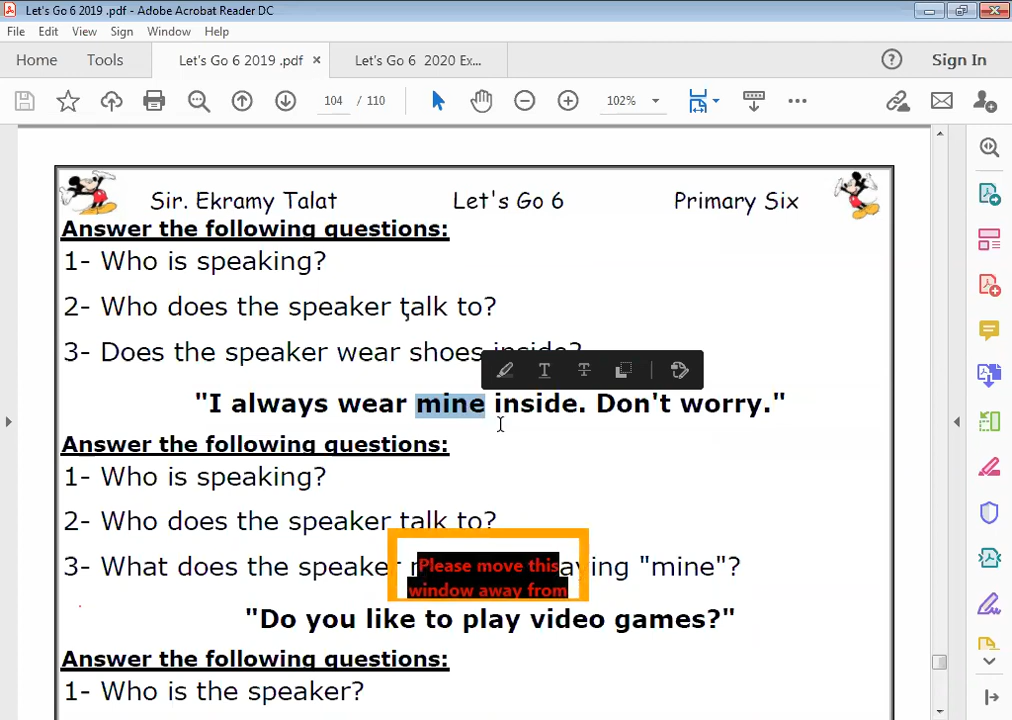 Let's Go 6 2019 .pdf - Adobe Acrobat Reader DC
File Edit View Sign Window Help
Home Tools Let's Go 6 2019 .pdf × Let's Go 6 2020 Ex... Sign In
104 / 110 102%
Sir. Ekramy Talat Let's Go 6 Primary Six
Answer the following questions:
1- Who is speaking?
2- Who does the speaker talk to?
3- Does the speaker wear shoes inside?
"I always wear mine inside. Don't worry."
Answer the following questions:
1- Who is speaking?
2- Who does the speaker talk to?
3- What does the speaker aying "mine"?
Please move this
window away from
"Do you like to play video games?"
Answer the following questions:
1- Who is the speaker?